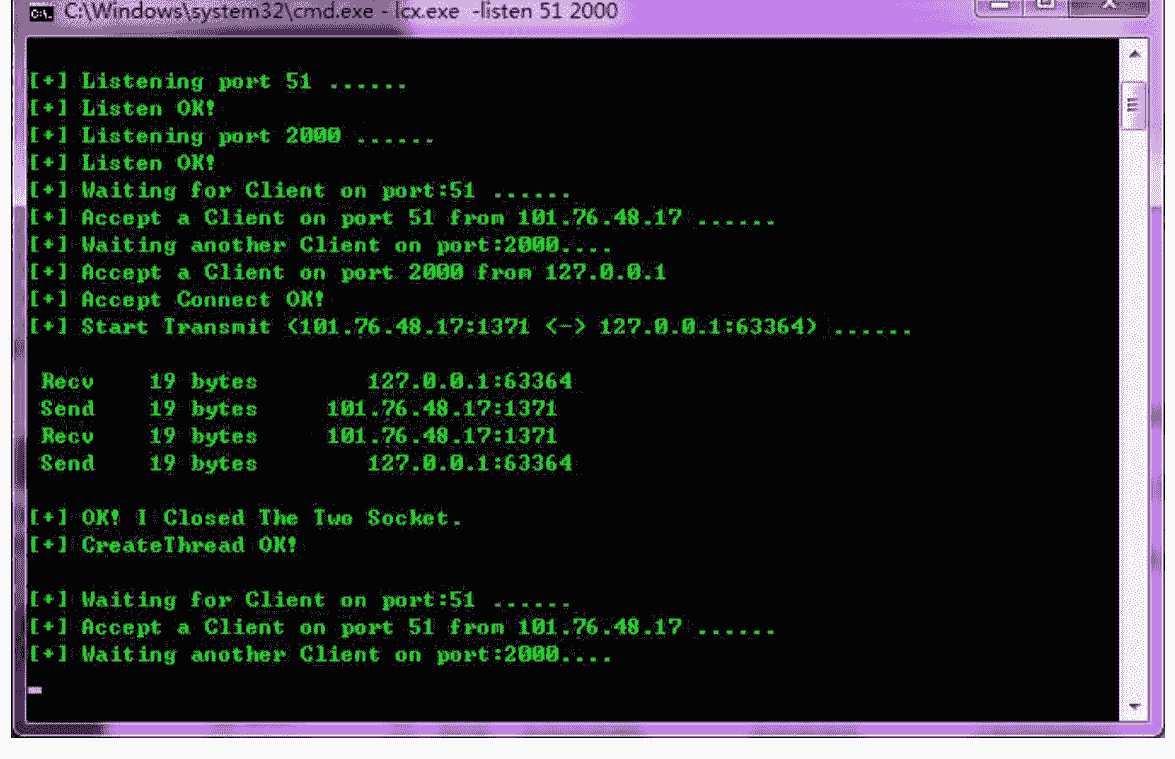 C:\Windows\system32\cmd.exe - lcx.exe -listen 51 2000
[+] Listening port 51 ......
[+] Listen OK!
[+] Listening port 2000 ......
[+] Listen OK!
[+] Waiting for Client on port:51 ......
[+] Accept a Client on port 51 from 101.76.48.17 ......
[+] Waiting another Client on port:2000....
[+] Accept a Client on port 2000 from 127.0.0.1
[+] Accept Connect OK!
[+] Start Transmit (101.76.48.17:1371 <-> 127.0.0.1:63364) ......
Recv 19 bytes 127.0.0.1:63364
Send 19 bytes 101.76.48.17:1371
Recv 19 bytes 101.76.48.17:1371
Send 19 bytes 127.0.0.1:63364
[+] OK! I Closed The Two Socket.
[+] CreateThread OK!
[+] Waiting for Client on port:51 ......
[+] Accept a Client on port 51 from 101.76.48.17 ......
[+] Waiting another Client on port:2000....